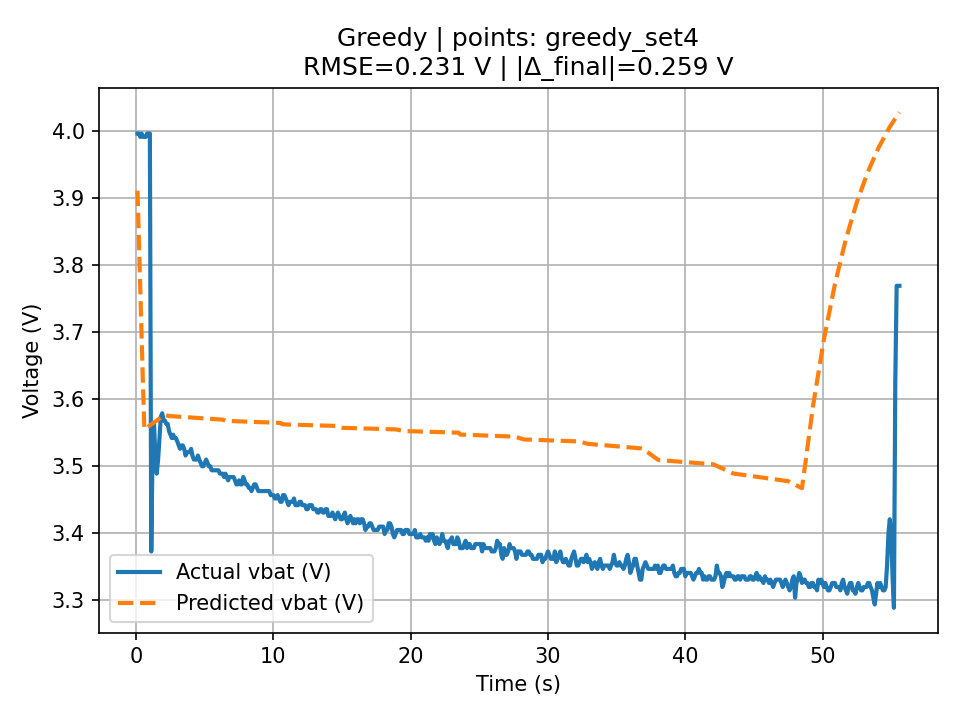 Greedy | points: greedy_set4
RMSE=0.231 V | |Δ_final|=0.259 V
Voltage (V)
4.0
3.9
3.8
3.7
3.6
3.5
3.4
3.3
Actual vbat (V)
Predicted vbat (V)
0 10 20 30 40 50
Time (s)